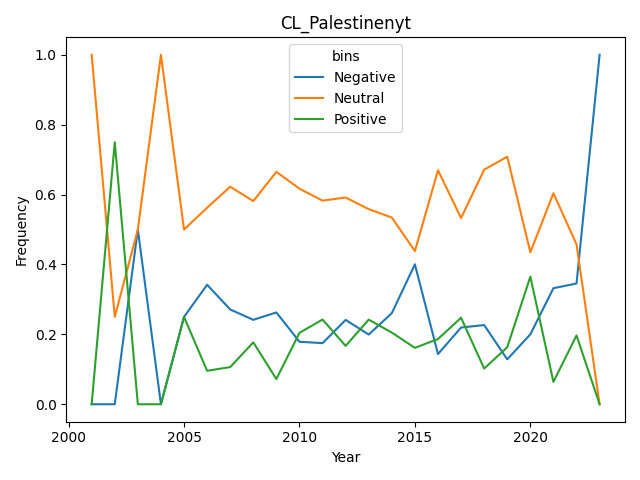 CL_Palestinenyt
bins
Negative
Neutral
Positive
1.0
0.8
0.6
0.4
0.2
0.0
Frequency
2000
2005
2010
2015
2020
Year